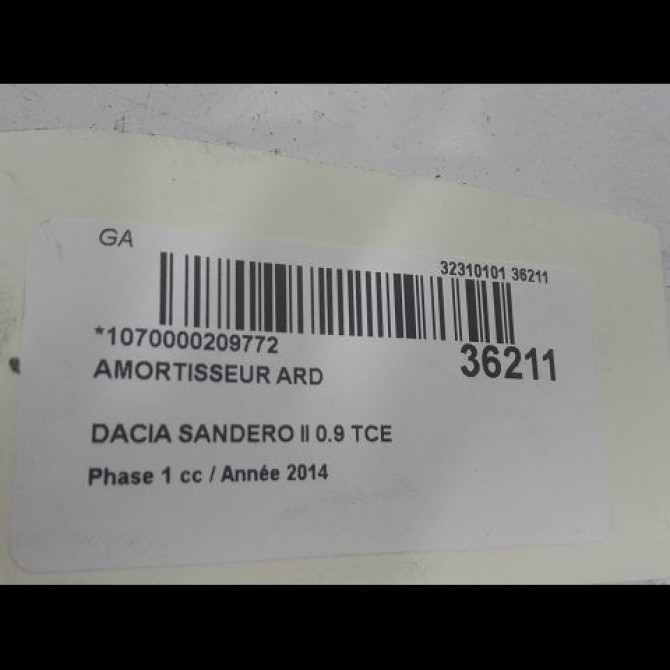 GA
32310101 36211
*1070000209772
36211
AMORTISSEUR ARD
DACIA SANDERO II 0.9 TCE
Phase 1 cc / Année 2014